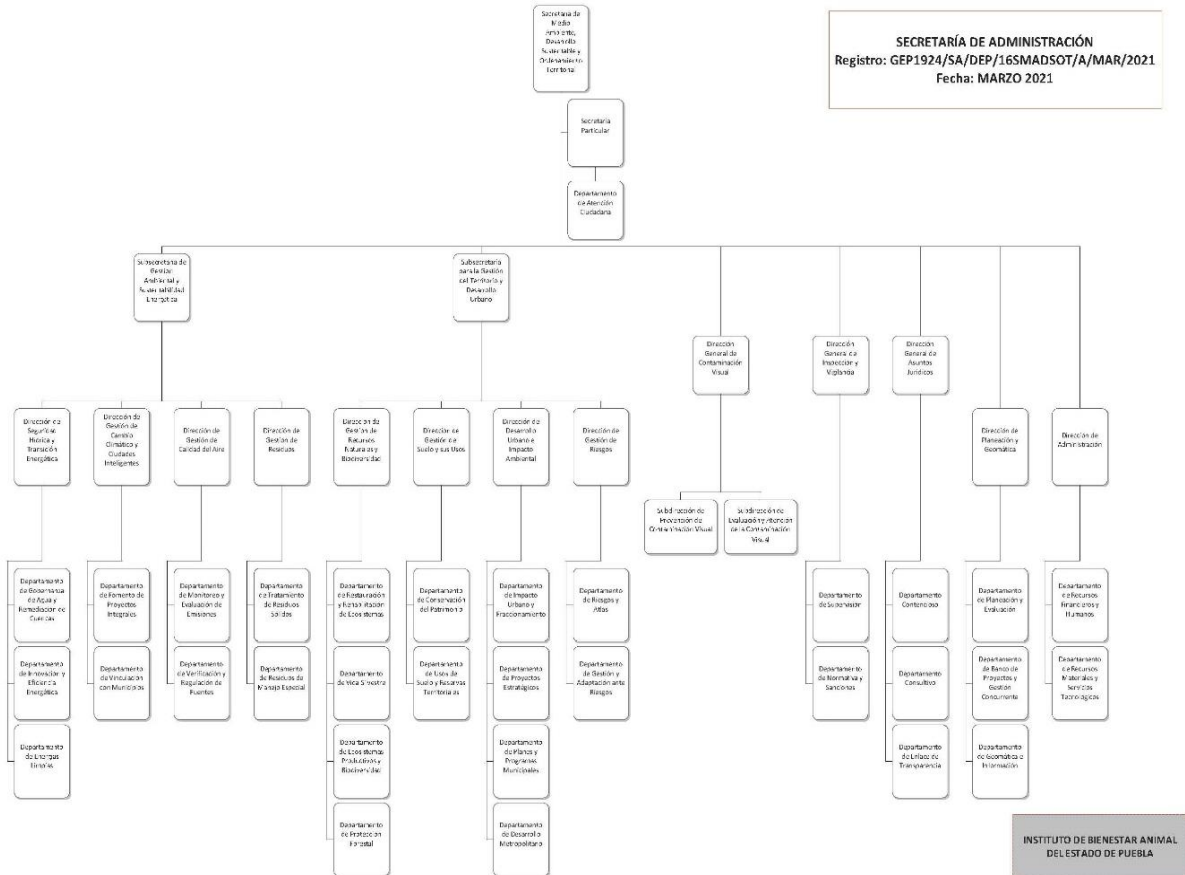 Secretaría de
Medio
Ambiente,
Desarrollo
Sustentable y
Ordenamiento
Territorial
SECRETARÍA DE ADMINISTRACIÓN
Registro: GEP1924/SA/DEP/16SMADSOT/A/MAR/2021
Fecha: MARZO 2021
Secretaría
Particular
Departamento
de Atención
Ciudadana
Subsecretaría de
Gestión
Ambiental y
Sustentabilidad
Energética
Subsecretaría
para la Gestión
del Territorio y
Desarrollo
Urbano
Dirección
General de
Contaminación
Visual
Dirección
General de
Inspección y
Vigilancia
Dirección
General de
Asuntos
Jurídicos
Dirección de
Seguridad
Hídrica y
Transición
Energética
Dirección de
Gestión de
Cambio
Climático y
Ciudades
Inteligentes
Dirección de
Gestión de
Calidad del Aire
Dirección de
Gestión de
Residuos
Dirección de
Gestión de
Recursos
Naturales y
Biodiversidad
Dirección de
Gestión de
Suelo y sus Usos
Dirección de
Desarrollo
Urbano e
Impacto
Ambiental
Dirección de
Gestión de
Riesgos
Dirección de
Planeación y
Geomática
Dirección de
Administración
Subdirección de
Prevención de
Contaminación Visual
Subdirección de
Evaluación y Atención
de la Contaminación
Visual
Departamento
de Gobernanza
de Agua y
Remediación de
Cuencas
Departamento
de Fomento de
Proyectos
Integrales
Departamento
de Monitoreo y
Evaluación de
Emisiones
Departamento
de Tratamiento
de Residuos
Sólidos
Departamento
de Restauración
y Rehabilitación
de Ecosistemas
Departamento
de Conservación
del Patrimonio
Departamento
de Impacto
Urbano y
Fraccionamiento
Departamento
de Riesgos y
Atlas
Departamento
de Supervisión
Departamento
Contencioso
Departamento
de Planeación y
Evaluación
Departamento
de Recursos
Financieros y
Humanos
Departamento
de Innovación y
Eficiencia
Energética
Departamento
de Vinculación
con Municipios
Departamento
de Verificación y
Regulación de
Fuentes
Departamento
de Residuos de
Manejo Especial
Departamento
de Vida Silvestre
Departamento
de Usos de
Suelo y Reservas
Territoriales
Departamento
de Proyectos
Estratégicos
Departamento
de Gestión y
Adaptación ante
Riesgos
Departamento
de Normativa y
Sanciones
Departamento
Consultivo
Departamento
de Banco de
Proyectos y
Gestión
Concurrente
Departamento
de Recursos
Materiales y
Servicios
Tecnológicos
Departamento
de Energías
Limpias
Departamento
de Ecosistemas
Productivos y
Biodiversidad
Departamento
de Planes y
Programas
Municipales
Departamento
de Enlace de
Transparencia
Departamento
de Geomática e
Información
Departamento
de Protección
Forestal
Departamento
de Desarrollo
Metropolitano
INSTITUTO DE BIENESTAR ANIMAL
DEL ESTADO DE PUEBLA